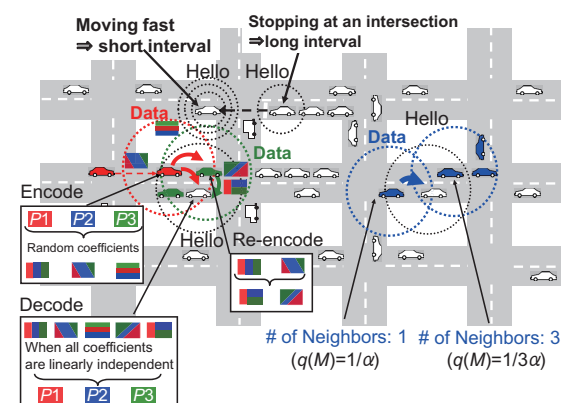 Moving fast
⇒ short interval
Stopping at an intersection
⇒long interval
Hello
Hello
Data
Data
Hello
Data
Encode
P1 P2 P3
Random coefficients
Hello
Re-encode
Decode
When all coefficients
are linearly independent
P1 P2 P3
# of Neighbors: 1
(q(M)=1/α)
# of Neighbors: 3
(q(M)=1/3α)